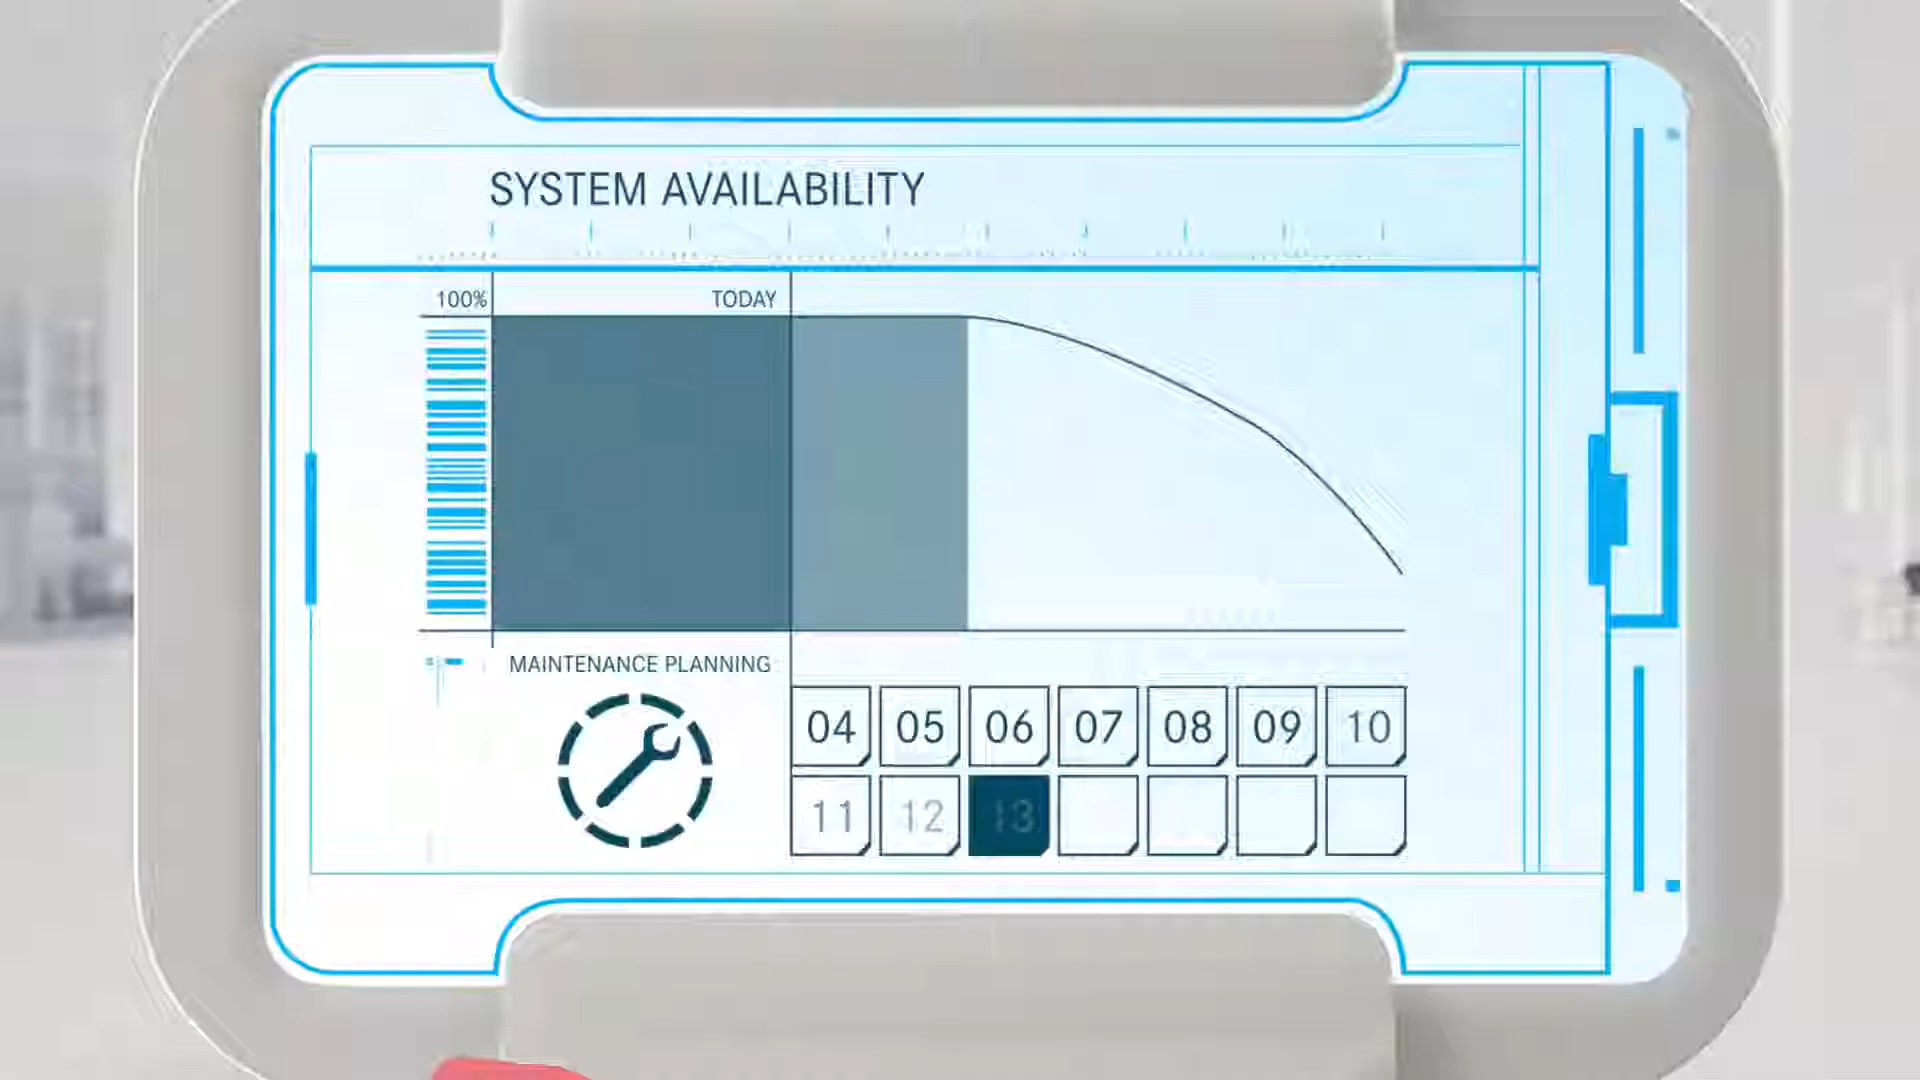 SYSTEM AVAILABILITY
100% TODAY
MAINTENANCE PLANNING
04 05 06 07 08 09 10
11 12 13